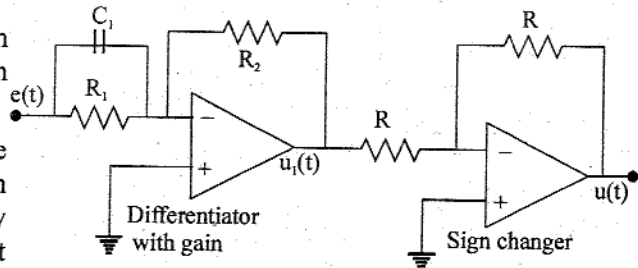 C₁
R
n
R₂
n
e(t)
R₁
R
−
−
e
+
u₁(t)
+
u(t)
n
y
Differentiator
with gain
Sign changer
t